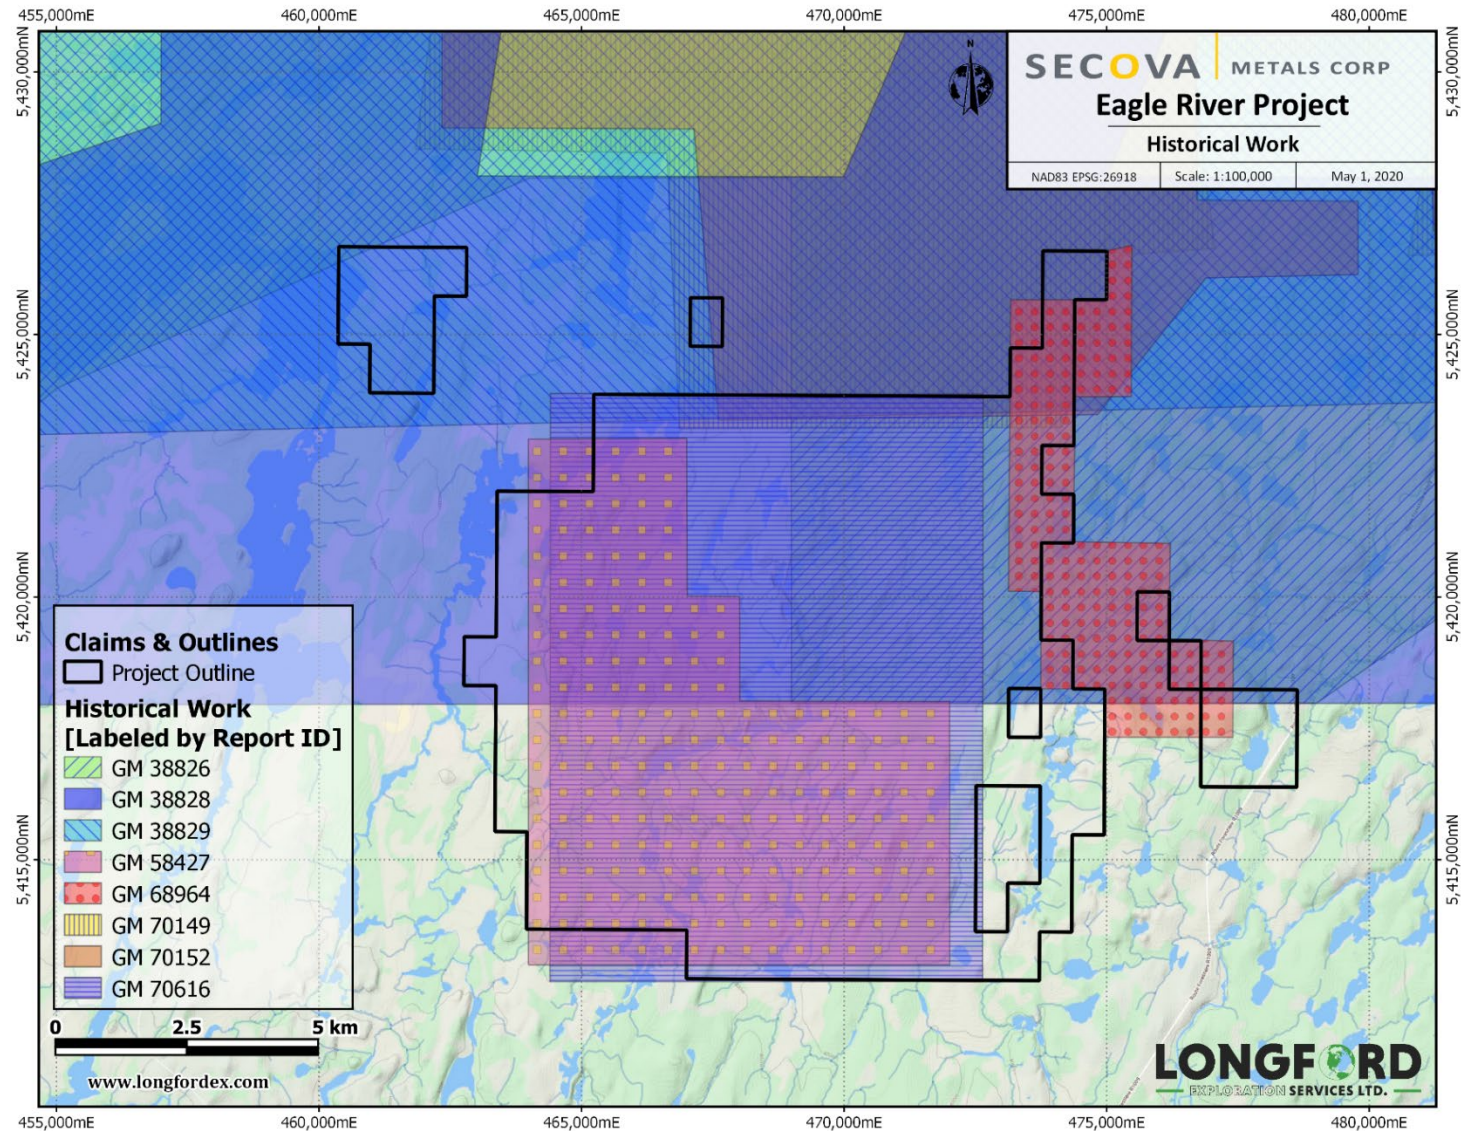 455,000mE 460,000mE 465,000mE 470,000mE 475,000mE 480,000mE
N
SECOVA METALS CORP
Eagle River Project
Historical Work
NAD83 EPSG:26918 Scale: 1:100,000 May 1, 2020
5,430,000mN 5,430,000mN
5,425,000mN 5,425,000mN
5,420,000mN 5,420,000mN
5,415,000mN 5,415,000mN
Claims & Outlines
Project Outline
Historical Work
[Labeled by Report ID]
GM 38826
GM 38828
GM 38829
GM 58427
GM 68964
GM 70149
GM 70152
GM 70616
0 2.5 5 km
www.longfordex.com
LONGFORD
EXPLORATION SERVICES LTD.
455,000mE 460,000mE 465,000mE 470,000mE 475,000mE 480,000mE